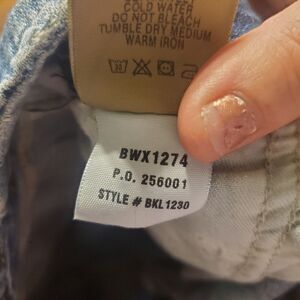 COLD WATER
DO NOT BLEACH
TUMBLE DRY MEDIUM
WARM IRON
BWX1274
P.O. 256001
STYLE # BKL1230